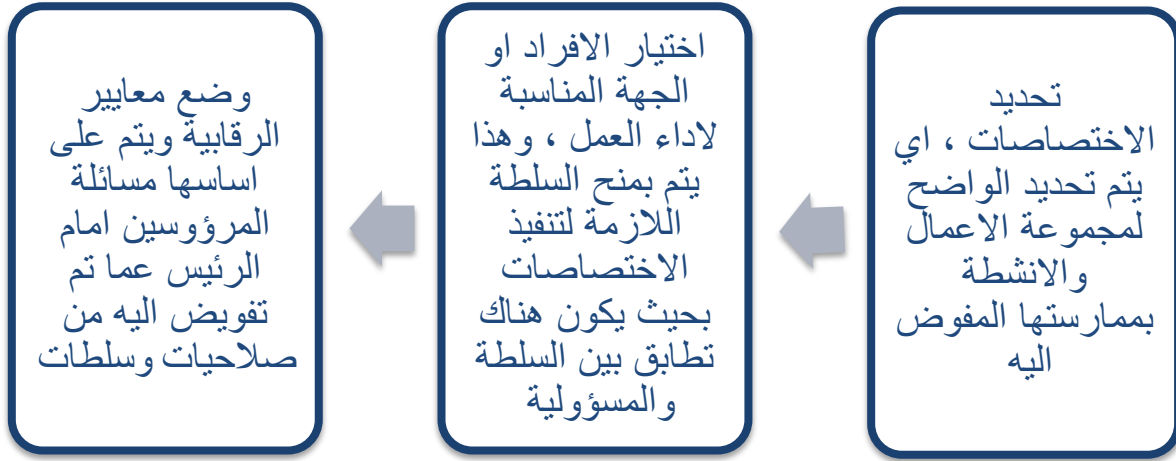 تحديد
الاختصاصات ، اي
يتم تحديد الواضح
لمجموعة الاعمال
والانشطة
بممارستها المفوض
اليه
اختيار الافراد او
الجهة المناسبة
لاداء العمل ، وهذا
يتم بمنح السلطة
اللازمة لتنفيذ
الاختصاصات
بحيث يكون هناك
تطابق بين السلطة
والمسؤولية
وضع معايير
الرقابية ويتم على
اساسها مسائلة
المرؤوسين امام
الرئيس عما تم
تفويض اليه من
صلاحيات وسلطات